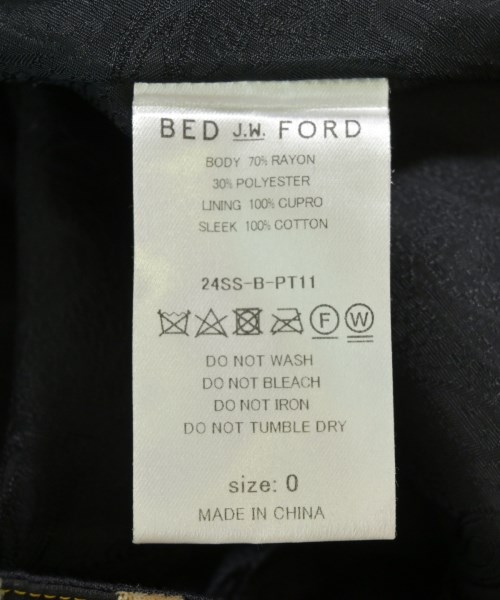 BED J.W. FORD
BODY 70% RAYON
30% POLYESTER
LINING 100% CUPRO
SLEEK 100% COTTON
24SS-B-PT11
F W
DO NOT WASH
DO NOT BLEACH
DO NOT IRON
DO NOT TUMBLE DRY
size: 0
MADE IN CHINA